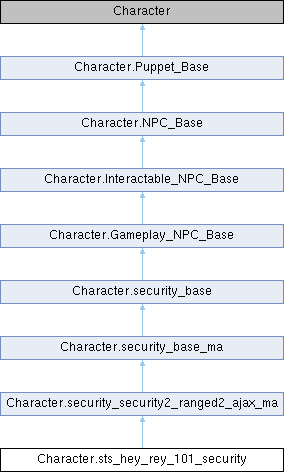 Character
Character.Puppet_Base
Character.NPC_Base
Character.Interactable_NPC_Base
Character.Gameplay_NPC_Base
Character.security_base
Character.security_base_ma
Character.security_security2_ranged2_ajax_ma
Character.sts_hey_rey_101_security